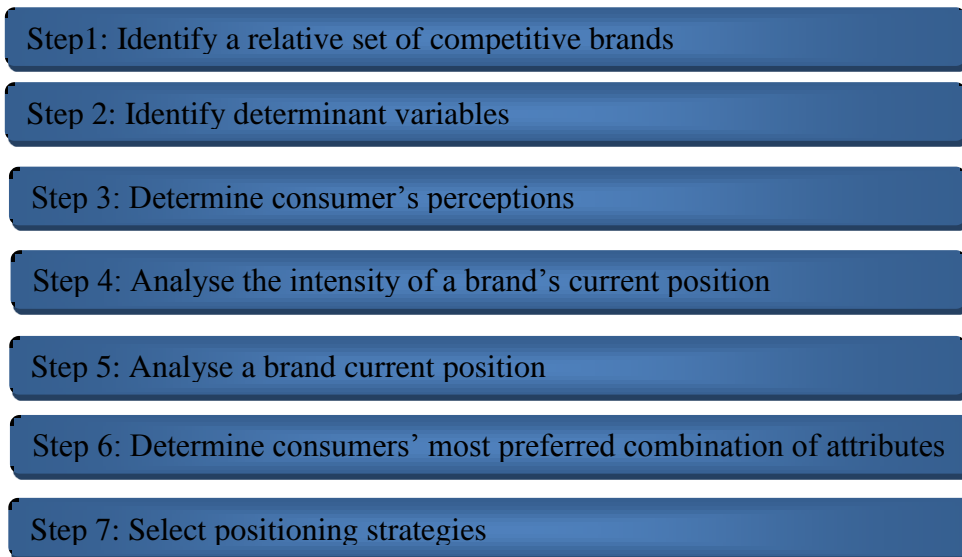 Step1: Identify a relative set of competitive brands
Step 2: Identify determinant variables
Step 3: Determine consumer’s perceptions
Step 4: Analyse the intensity of a brand’s current position
Step 5: Analyse a brand current position
Step 6: Determine consumers’ most preferred combination of attributes
Step 7: Select positioning strategies